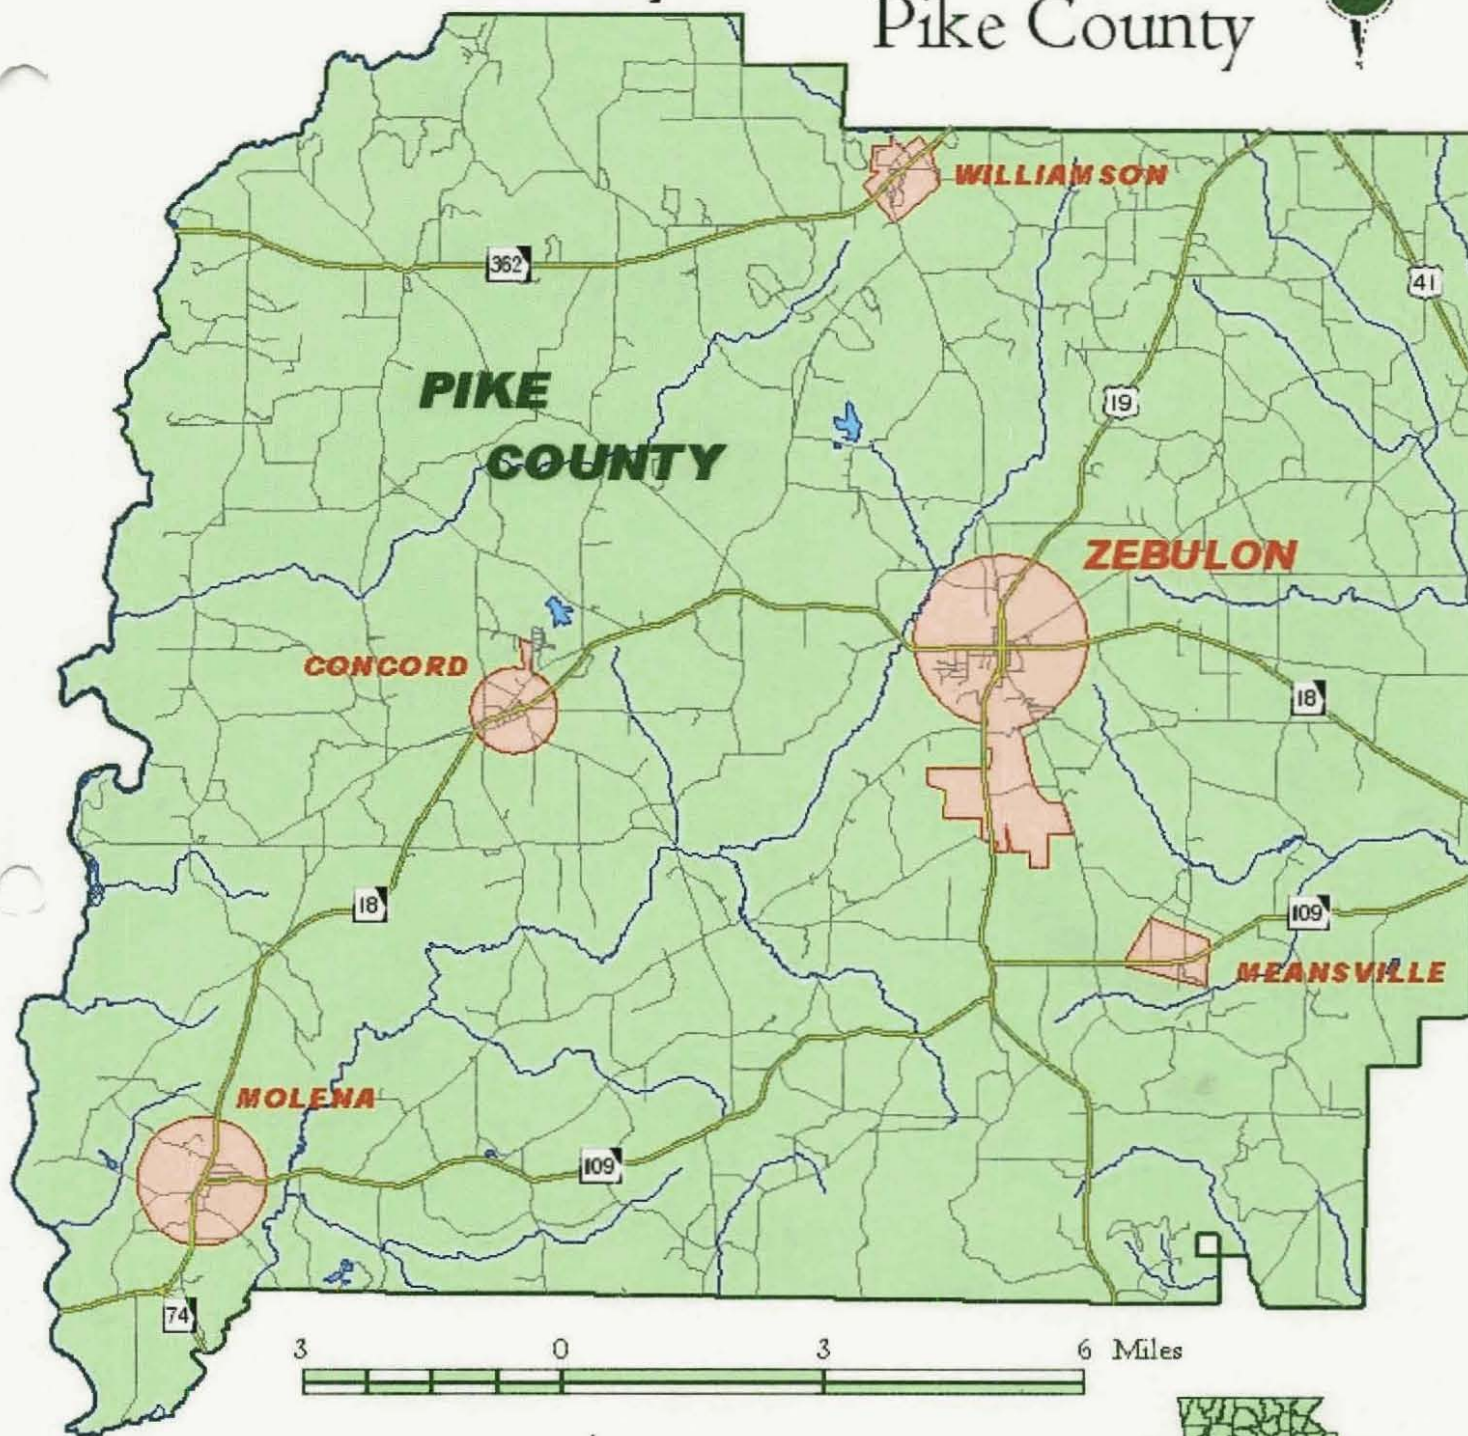 Pike County
WILLIAMSON
362
41
PIKE
19
COUNTY
ZEBULON
CONCORD
18
18
109
MEANSVILLE
MOLENA
109
74
3 0 3 6 Miles